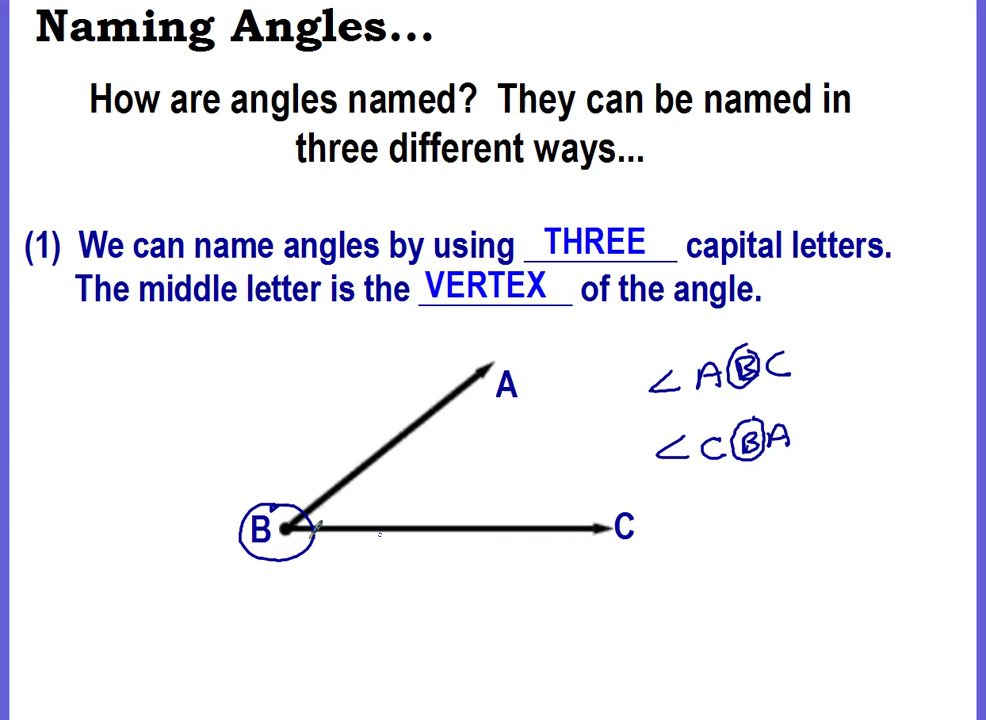 Naming Angles...
How are angles named? They can be named in
three different ways...
(1) We can name angles by using THREE capital letters.
The middle letter is the VERTEX of the angle.
A
∠ABC
∠CBA
B
C